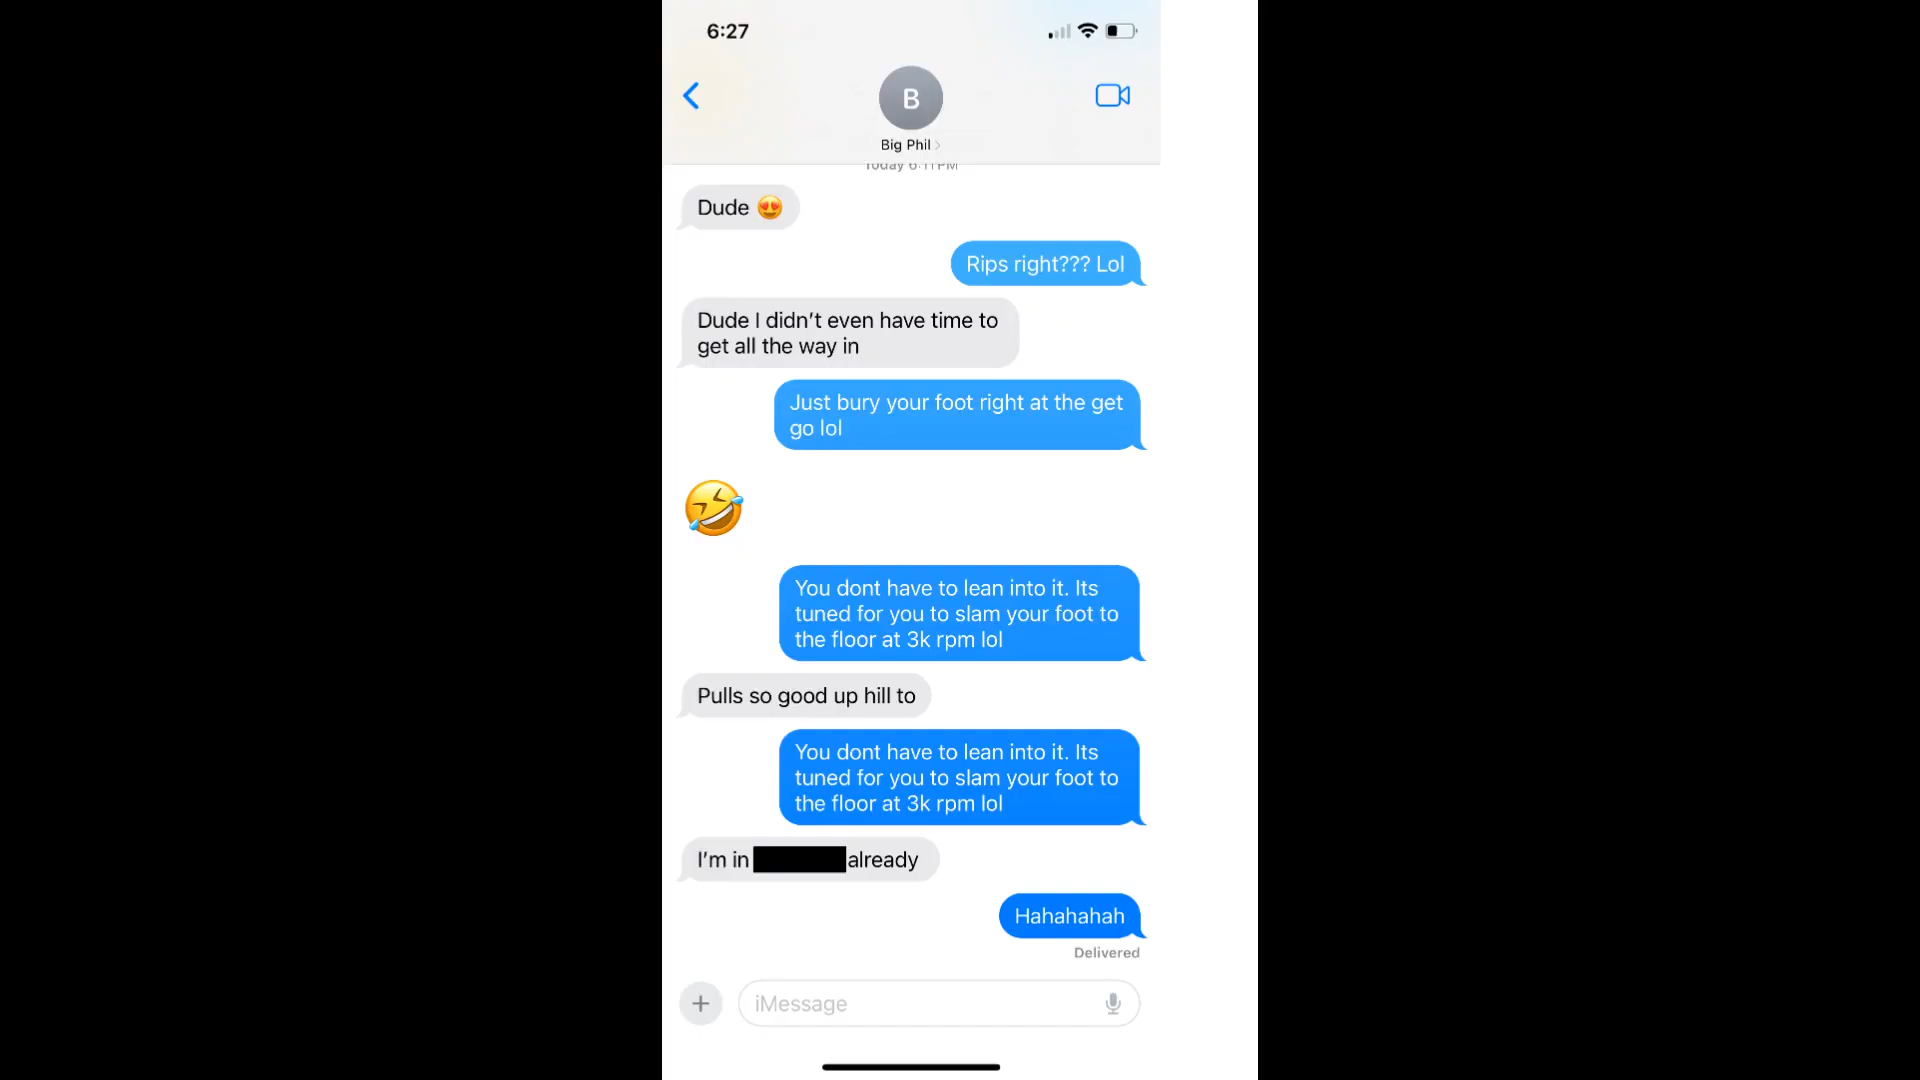 6:27
B
Big Phil
Today 6:11 PM
Dude 😍
Rips right??? Lol
Dude I didn’t even have time to
get all the way in
Just bury your foot right at the get
go lol
🤣
You dont have to lean into it. Its
tuned for you to slam your foot to
the floor at 3k rpm lol
Pulls so good up hill to
You dont have to lean into it. Its
tuned for you to slam your foot to
the floor at 3k rpm lol
I’m in already
Hahahahah
Delivered
iMessage